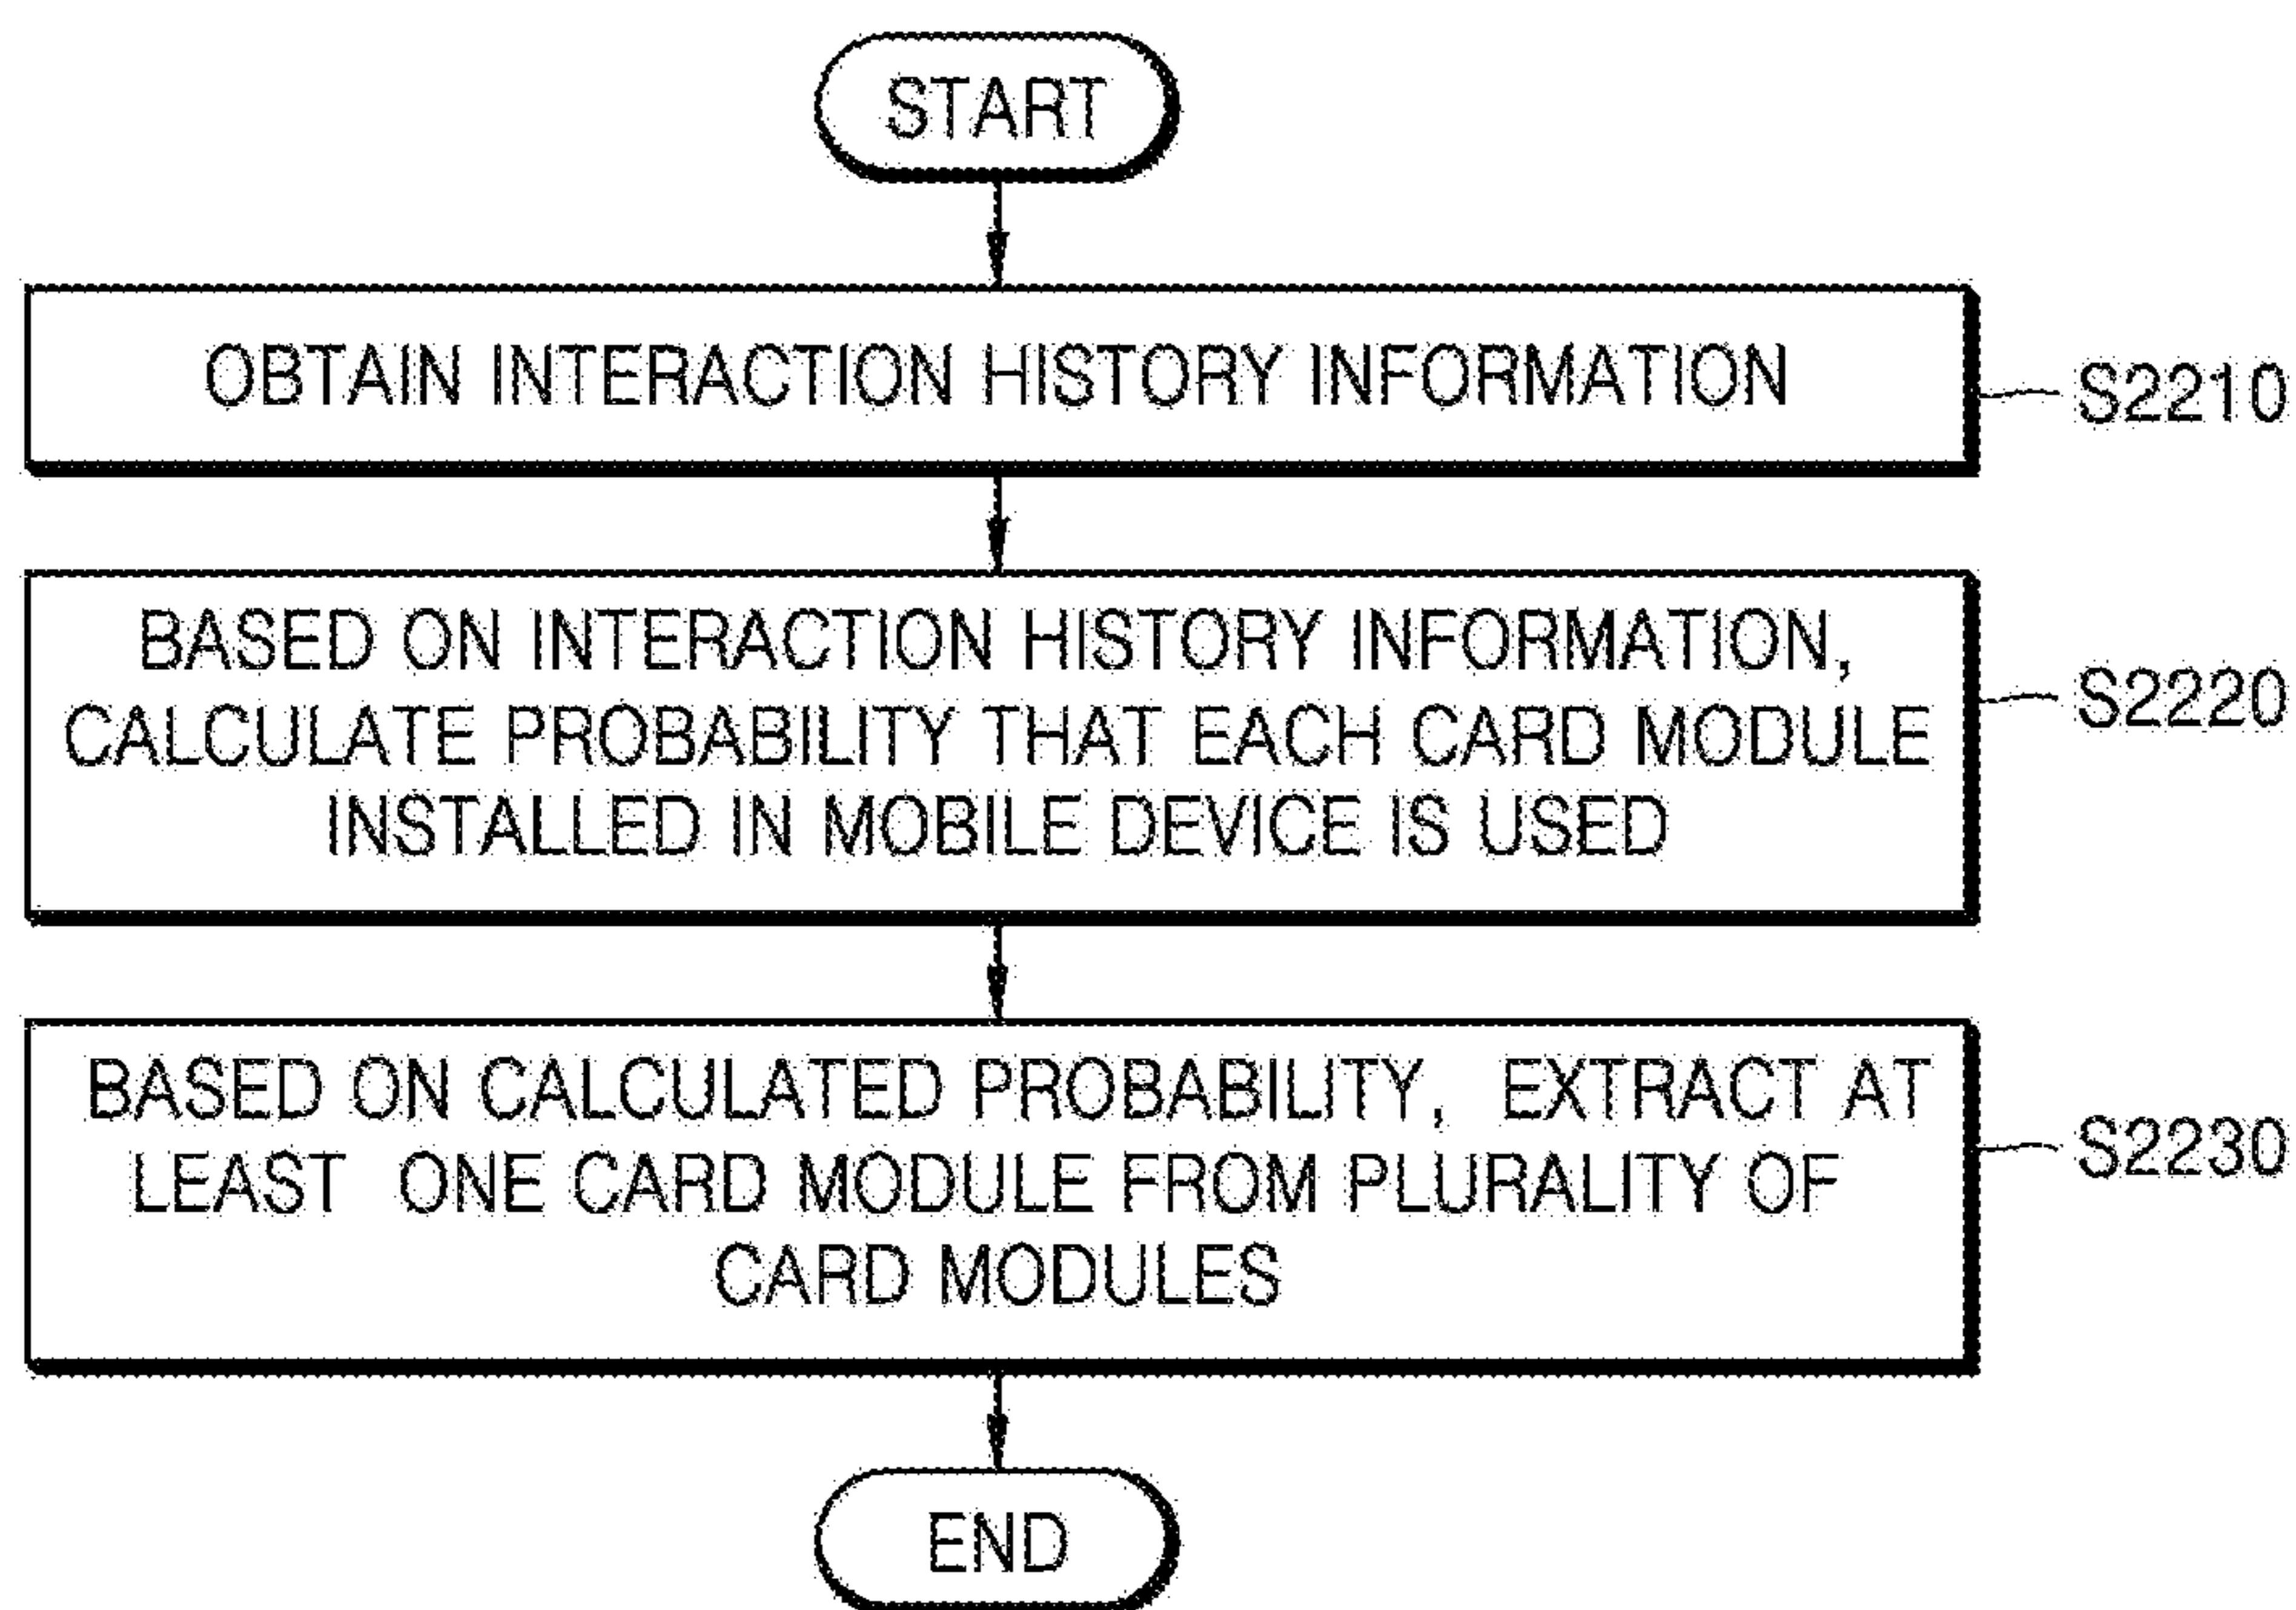 START
OBTAIN INTERACTION HISTORY INFORMATION
S2210
BASED ON INTERACTION HISTORY INFORMATION,
CALCULATE PROBABILITY THAT EACH CARD MODULE
INSTALLED IN MOBILE DEVICE IS USED
S2220
BASED ON CALCULATED PROBABILITY, EXTRACT AT
LEAST ONE CARD MODULE FROM PLURALITY OF
CARD MODULES
S2230
END